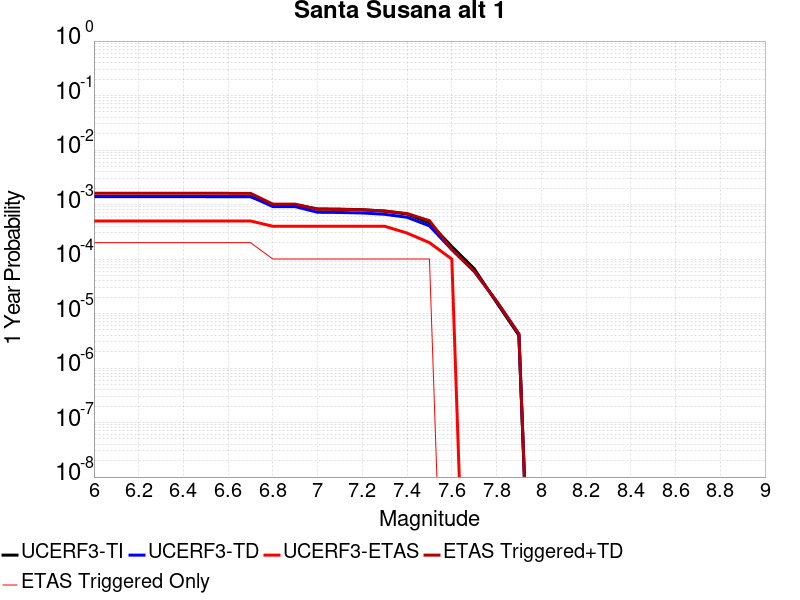 Santa Susana alt 1
10^0
10^-1
10^-2
10^-3
10^-4
10^-5
10^-6
10^-7
10^-8
1 Year Probability
6 6.2 6.4 6.6 6.8 7 7.2 7.4 7.6 7.8 8 8.2 8.4 8.6 8.8 9
Magnitude
UCERF3-TI UCERF3-TD UCERF3-ETAS ETAS Triggered+TD
ETAS Triggered Only